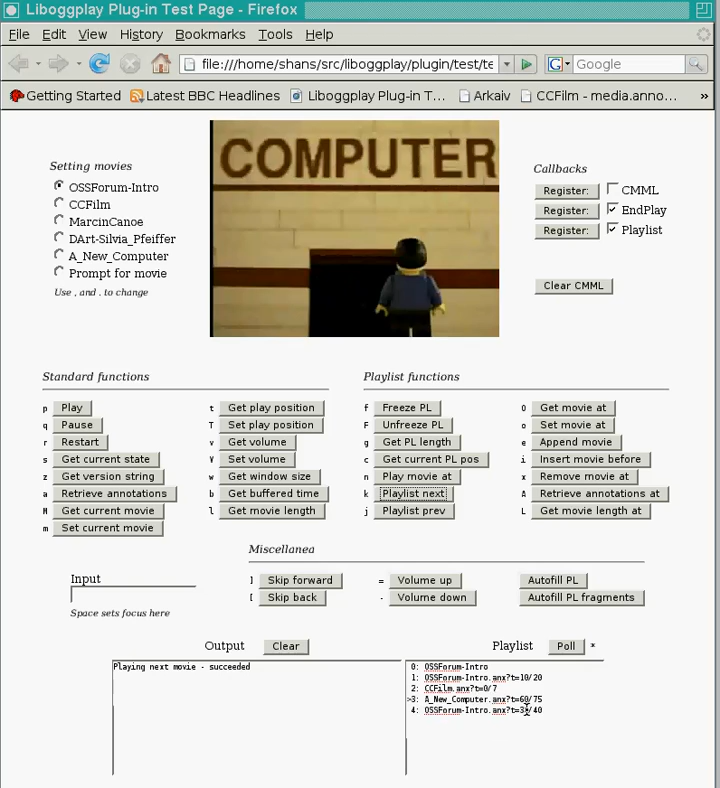 Liboggplay Plug-in Test Page - Firefox
File Edit View History Bookmarks Tools Help
file:///home/shans/src/liboggplay/plugin/test/te
G Google
Getting Started Latest BBC Headlines Liboggplay Plug-in T... Arkaiv CCFilm - media.anno... »
COMPUTER
Setting movies
OSSForum-Intro
CCFilm
MarcinCanoe
DArt-Silvia_Pfeiffer
A_New_Computer
Prompt for movie
Use , and . to change
Callbacks
Register: CMML
Register: EndPlay
Register: Playlist
Clear CMML
Standard functions
p Play
q Pause
r Restart
s Get current state
z Get version string
a Retrieve annotations
M Get current movie
m Set current movie
t Get play position
T Set play position
v Get volume
V Set volume
w Get window size
b Get buffered time
l Get movie length
Playlist functions
f Freeze PL
F Unfreeze PL
g Get PL length
c Get current PL pos
n Play movie at
k Playlist next
j Playlist prev
O Get movie at
o Set movie at
e Append movie
i Insert movie before
x Remove movie at
A Retrieve annotations at
L Get movie length at
Miscellanea
Input
Space sets focus here
] Skip forward
[ Skip back
= Volume up
- Volume down
Autofill PL
Autofill PL fragments
Output Clear
Playing next movie - succeeded
Playlist Poll *
0: OSSForum-Intro
1: OSSForum-Intro.anx?t=10/20
2: CCFilm.anx?t=0/7
>3: A_New_Computer.anx?t=60/75
4: